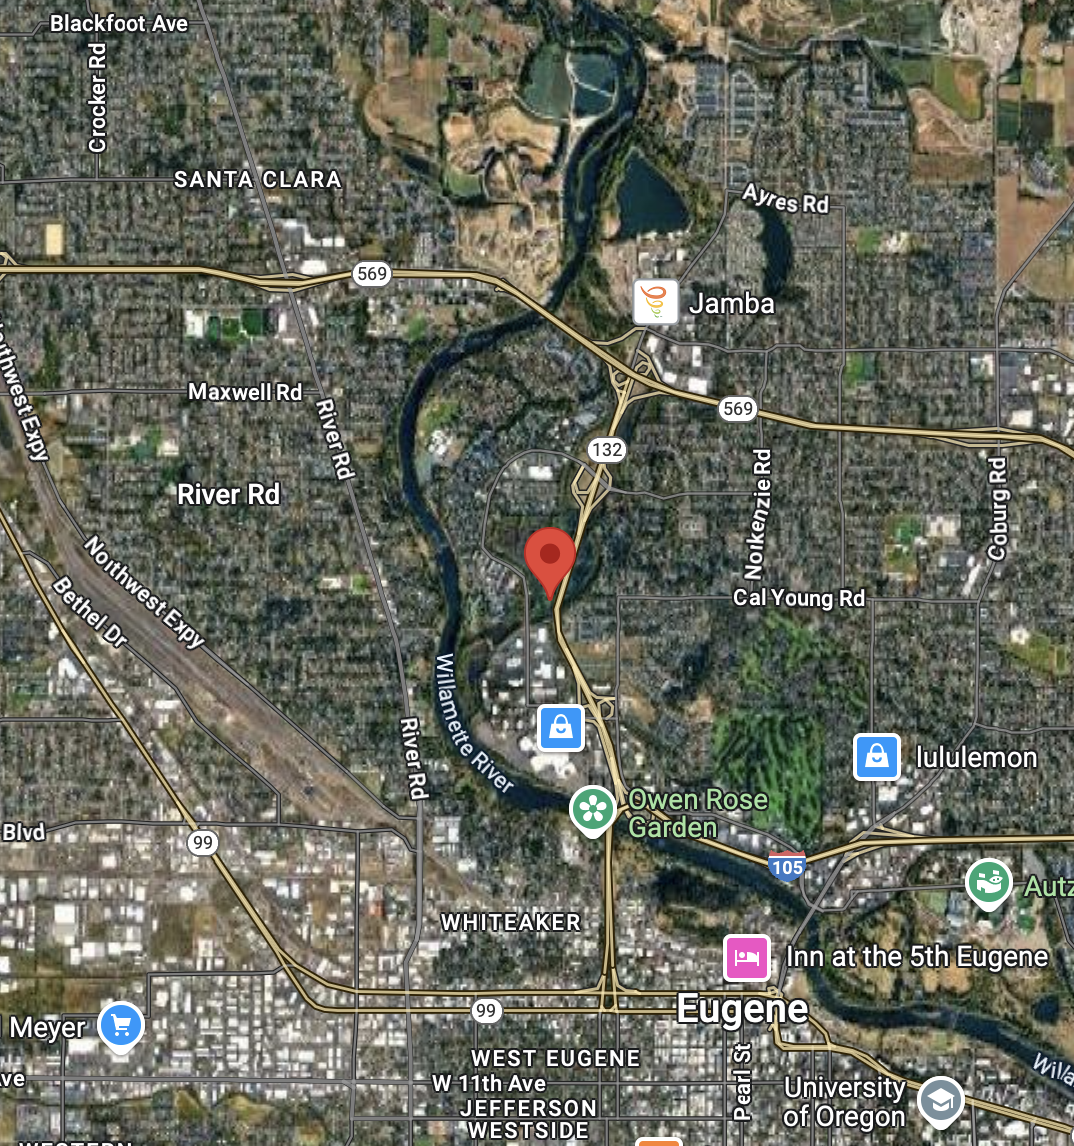 Blackfoot Ave
Crocker Rd
SANTA CLARA
Ayres Rd
569
Jamba
Maxwell Rd
River Rd
569
132
Northwest Expy
River Rd
Coburg Rd
Norkenzie Rd
Northwest Expy
Bethel Dr
Cal Young Rd
Willamette River
River Rd
lululemon
Owen Rose
Garden
Blvd
99
105
Autz
WHITEAKER
Inn at the 5th Eugene
99
Eugene
Meyer
WEST EUGENE
W 11th Ave
Pearl St
Willa
University
of Oregon
JEFFERSON
WESTSIDE
WESTERN